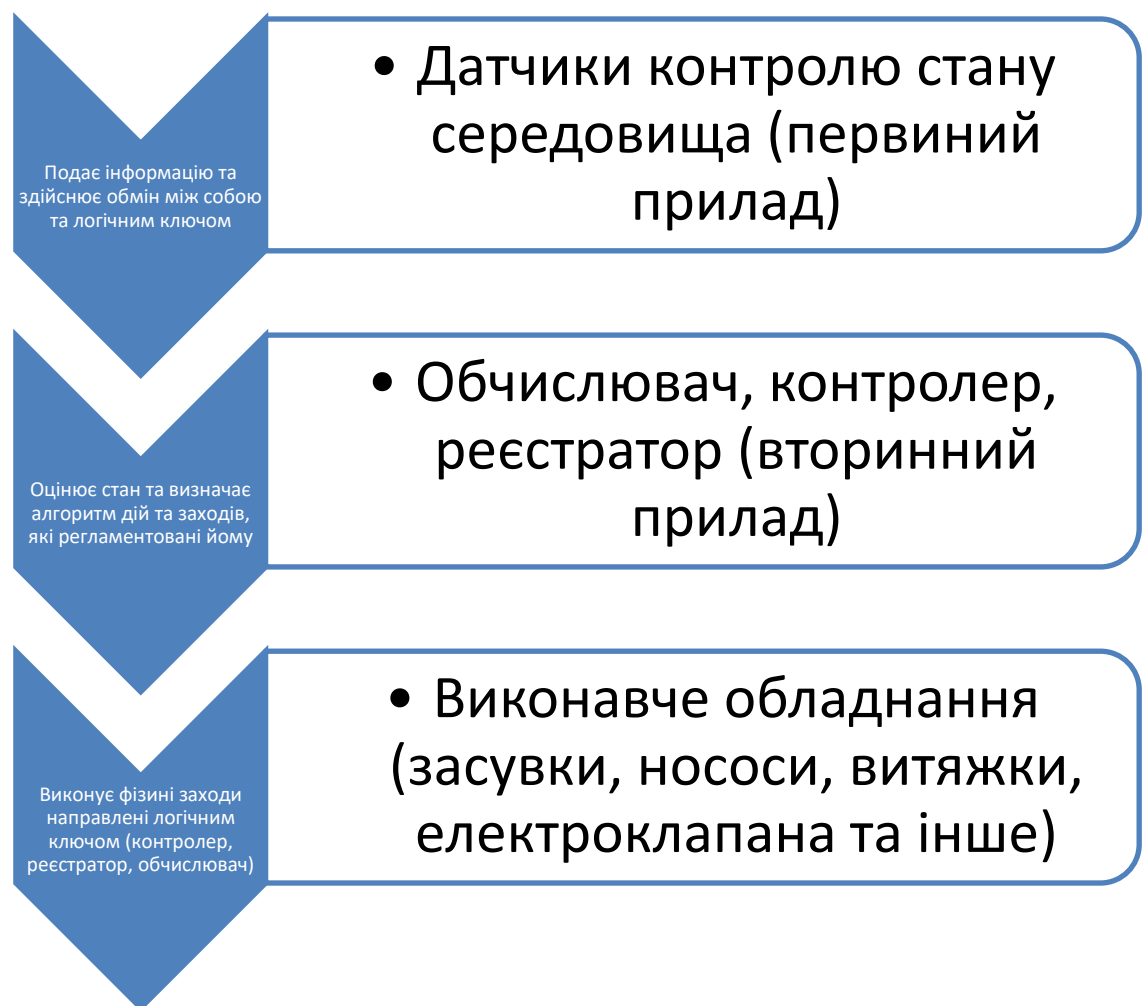 Подає інформацію та
здійснює обмін між собою
та логічним ключом
• Датчики контролю стану
середовища (первиний
прилад)
Оцінює стан та визначає
алгоритм дій та заходів,
які регламентовані йому
• Обчислювач, контролер,
реєстратор (вторинний
прилад)
Виконує фізині заходи
направлені логічним
ключом (контролер,
реєстратор, обчислювач)
• Виконавче обладнання
(засувки, нососи, витяжки,
електроклапана та інше)